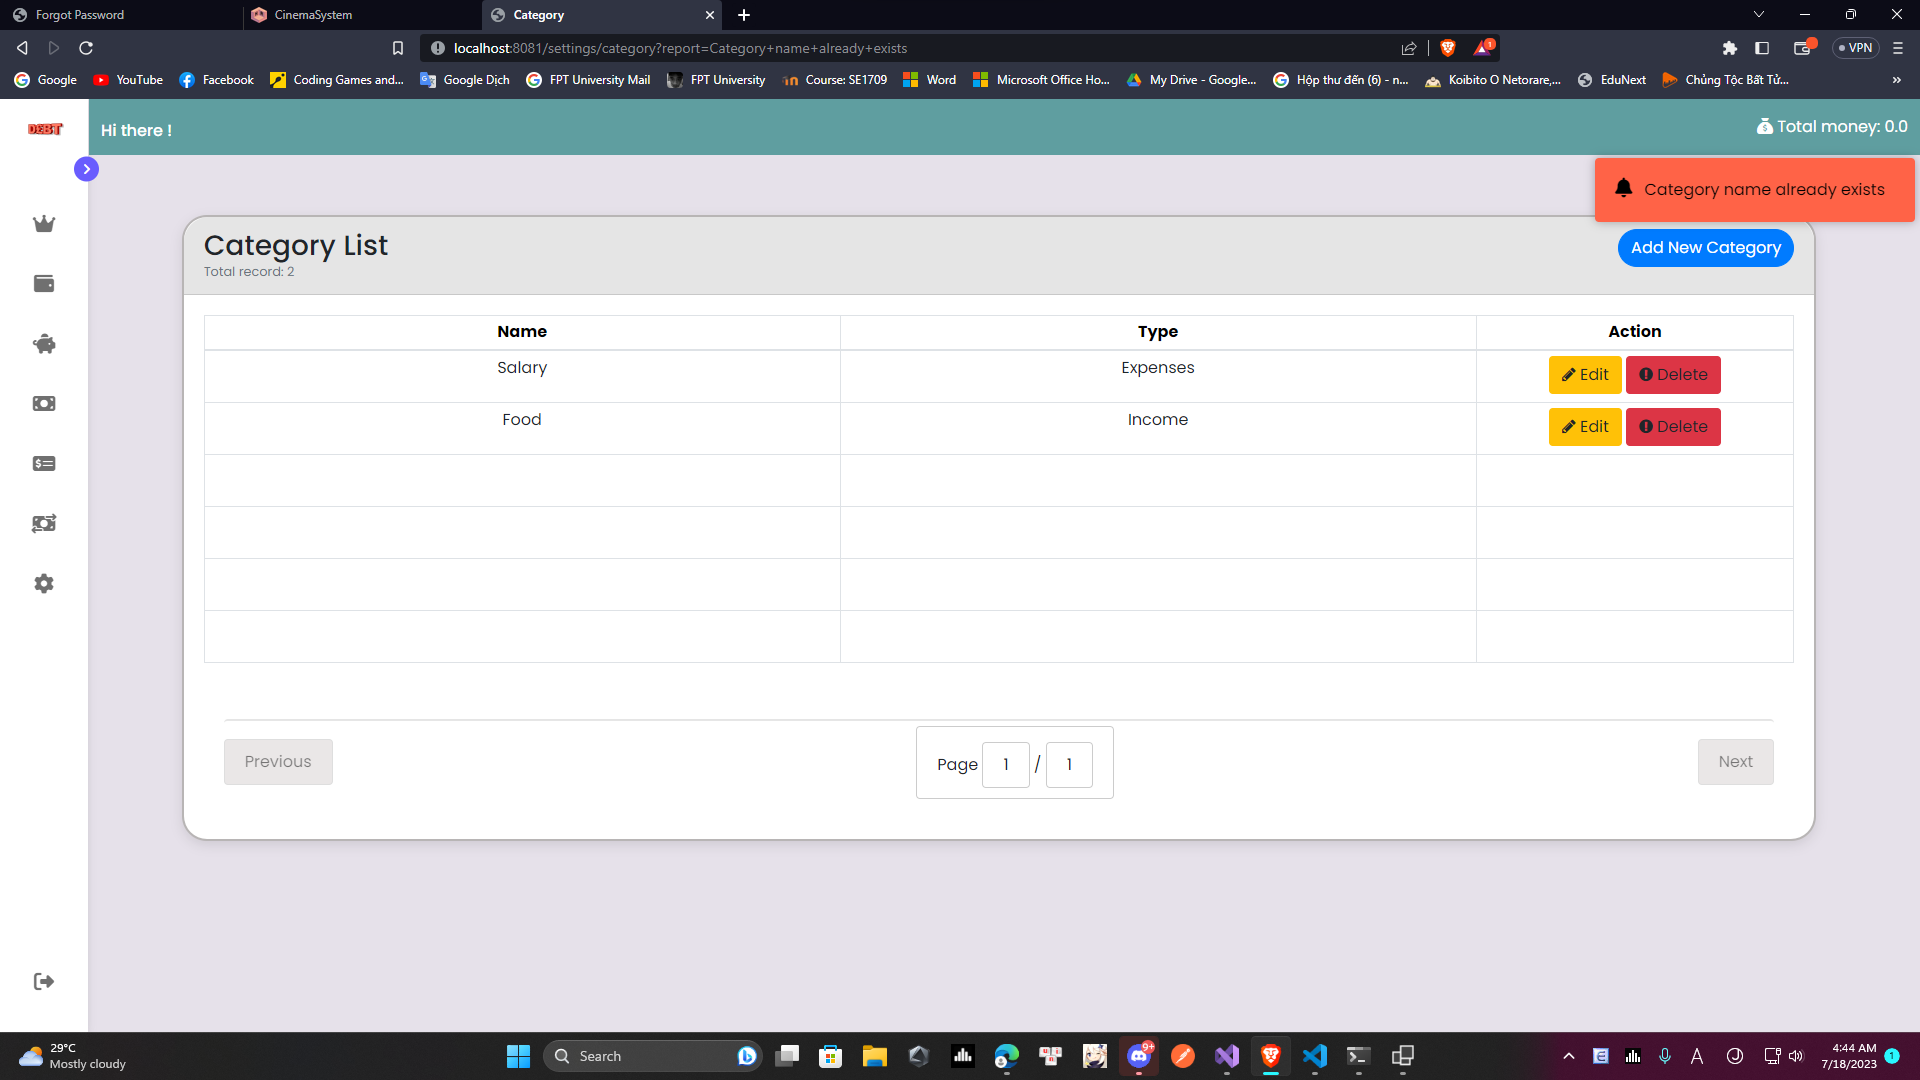 Forgot Password
CinemaSystem
Category
localhost:8081/settings/category?report=Category+name+already+exists
1
VPN
Google
YouTube
Facebook
Coding Games and...
Google Dịch
FPT University Mail
FPT University
Course: SE1709
Word
Microsoft Office Ho...
My Drive - Google...
Hộp thư đến (6) - n...
Koibito O Netorare,...
EduNext
Chủng Tộc Bất Tử...
»
DEBT
Hi there !
Total money: 0.0
Category name already exists
Category List
Total record: 2
Add New Category
Name Type Action
Salary Expenses Edit Delete
Food Income Edit Delete
Previous
Page 1 / 1
Next
29°C
Mostly cloudy
Search
9+
4:44 AM
7/18/2023
1